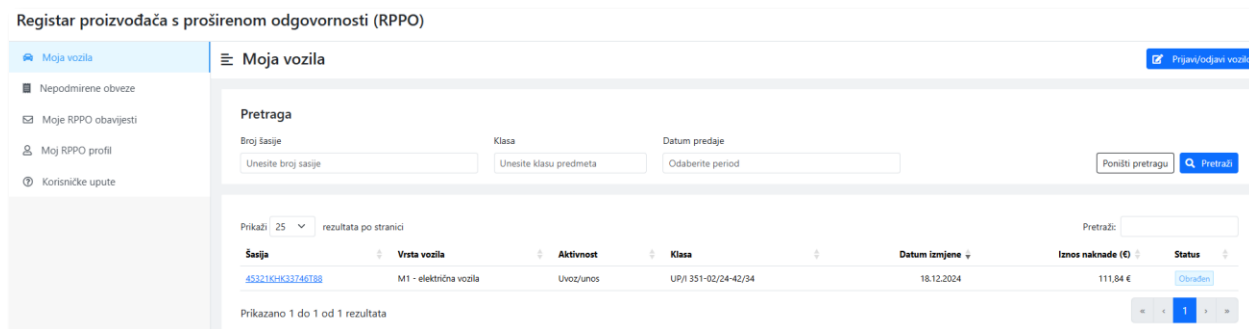 Registar proizvođača s proširenom odgovornosti (RPPO)
Moja vozila
Nepodmirene obveze
Moje RPPO obavijesti
Moj RPPO profil
Korisničke upute
Moja vozila
Prijavi/odjavi vozilo
Pretraga
Broj šasije Klasa Datum predaje
Unesite broj sasije Unesite klasu predmeta Odaberite period Poništi pretragu Pretraži
Prikaži 25 rezultata po stranici Pretraži:
Šasija Vrsta vozila Aktivnost Klasa Datum izmjene Iznos naknade (€) Status
45321KHK33746T88 M1 - električna vozila Uvoz/unos UP/I 351-02/24-42/34 18.12.2024 111,84 € Obrađen
Prikazano 1 do 1 od 1 rezultata « ‹ 1 › »